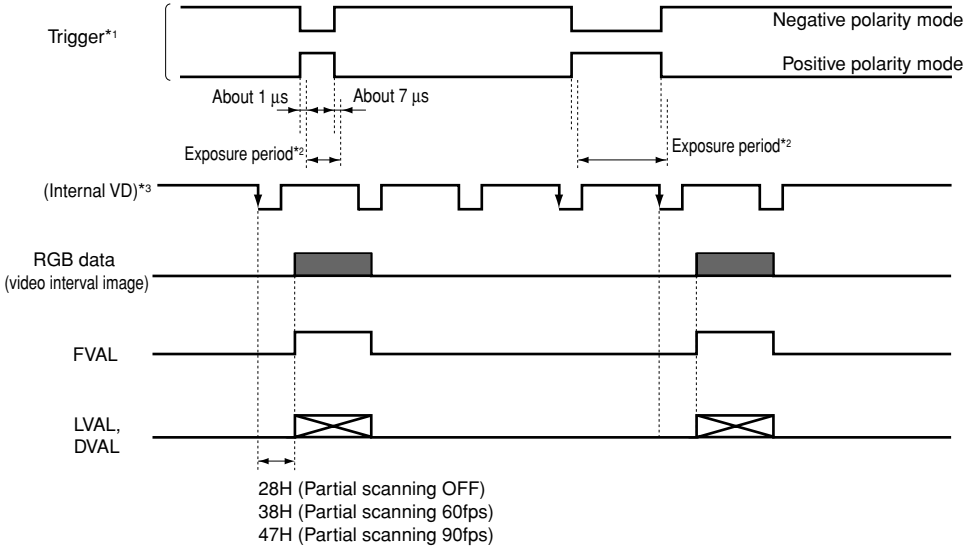 Negative polarity mode
Trigger*1
Positive polarity mode
About 1 μs
About 7 μs
Exposure period*2
Exposure period*2
(Internal VD)*3
RGB data
(video interval image)
FVAL
LVAL,
DVAL
28H (Partial scanning OFF)
38H (Partial scanning 60fps)
47H (Partial scanning 90fps)